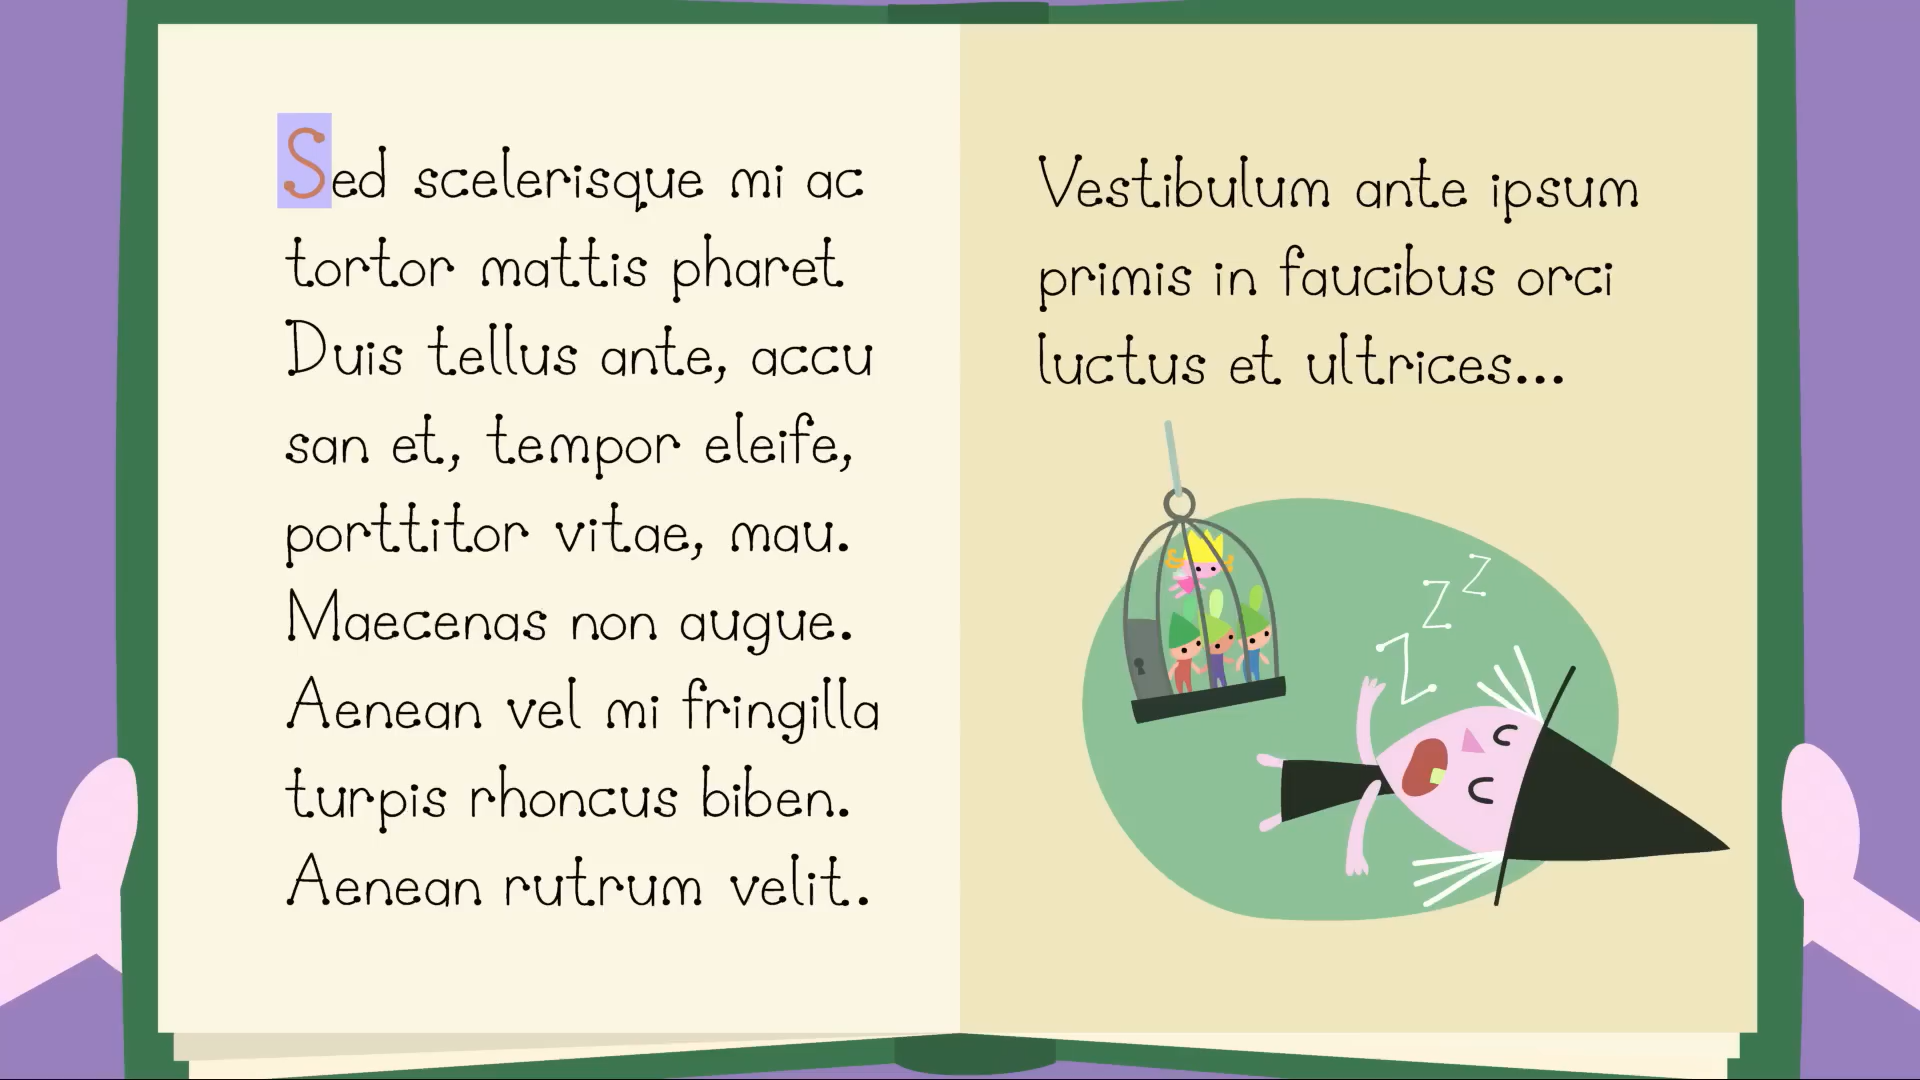 Sed scelerisque mi ac
tortor mattis pharet
Duis tellus ante, accu
san et, tempor eleife,
porttitor vitae, mau.
Maecenas non augue.
Aenean vel mi fringilla
turpis rhoncus biben.
Aenean rutrum velit.
Vestibulum ante ipsum
primis in faucibus orci
luctus et ultrices...
z
z
z